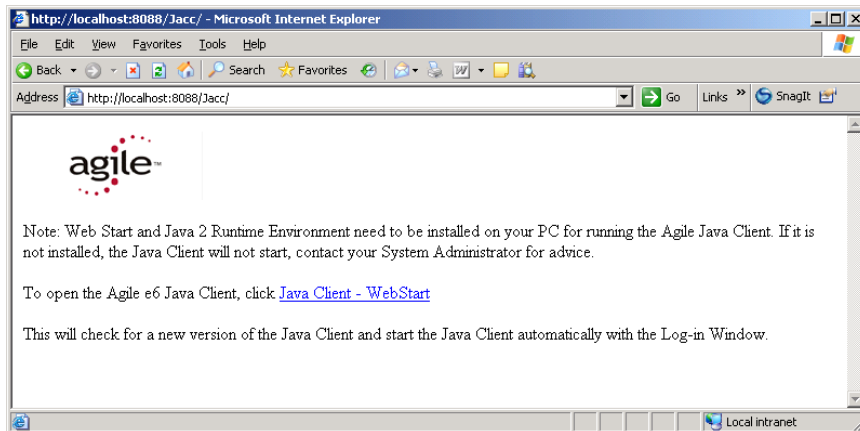 http://localhost:8088/Jacc/ - Microsoft Internet Explorer
File Edit View Favorites Tools Help
Back Search Favorites
Address http://localhost:8088/Jacc/ Go Links » SnagIt
agile™
Note: Web Start and Java 2 Runtime Environment need to be installed on your PC for running the Agile Java Client. If it is
not installed, the Java Client will not start, contact your System Administrator for advice.
To open the Agile e6 Java Client, click Java Client - WebStart
This will check for a new version of the Java Client and start the Java Client automatically with the Log-in Window.
Local intranet